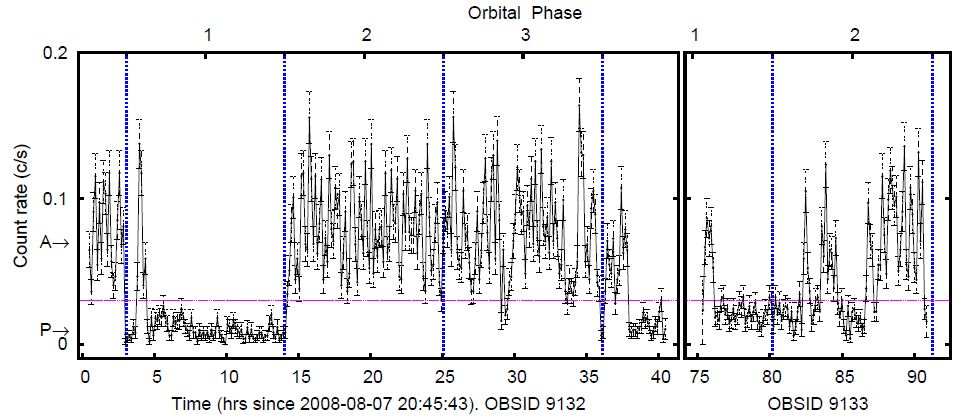 Orbital Phase
1 2 3 1 2
0.2
0.1
0
Count rate (c/s)
A→
P→
0 5 10 15 20 25 30 35 40 75 80 85 90
Time (hrs since 2008-08-07 20:45:43). OBSID 9132 OBSID 9133